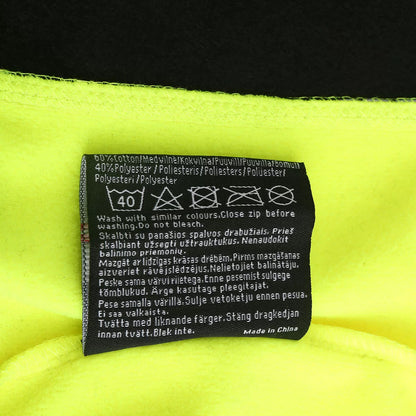 60%Cotton/Medvilnė/Kokvilna/Puuvill/Puuvilla/Bomull
40%Polyester / Poliesteris / Poliesters / Polüester /
Polyesteri / Polyester
40
Wash with similar colours.Close zip before
washing.Do not bleach.
Skalbti su panašios spalvos drabužiais. Prieš
skalbiant užsegti užtrauktukus. Nenaudokit
balinimo priemonių.
Mazgāt ar līdzīgas krāsas drēbēm. Pirms mazgāšanas
aizveriet rāvējslēdzējus. Nelietojiet balinātāju.
Peske sama värvi riietega. Enne pesemist sulgege
tõmblukud. Ärge kasutage pleegitajat.
Pese samalla värillä. Sulje vetoketju ennen pesua.
Ei saa valkaista.
Tvätta med liknande färger. Stäng dragkedjan
innan tvätt. Blek inte.
Made in China